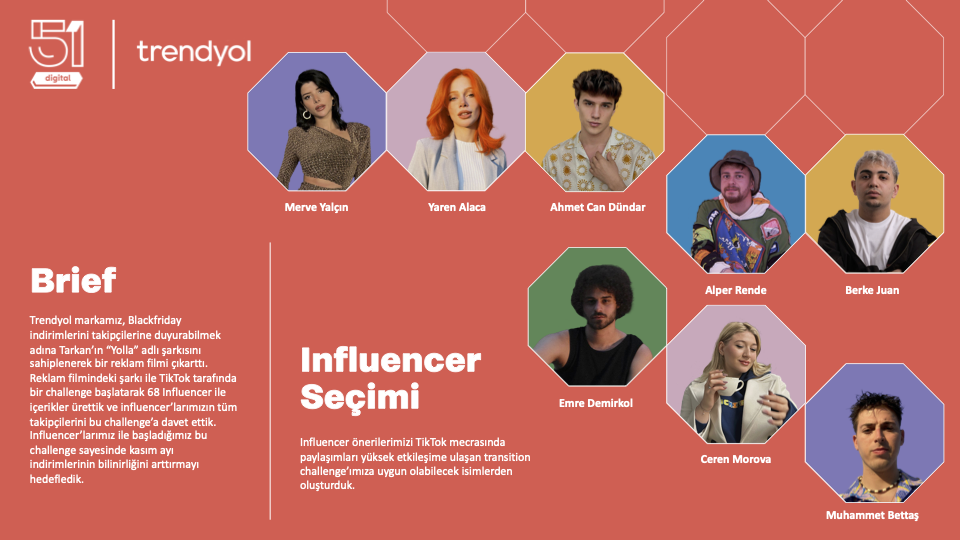 51
digital
trendyol
Merve Yalçın
Yaren Alaca
Ahmet Can Dündar
Alper Rende
Berke Juan
Brief
Trendyol markamız, Blackfriday
indirimlerini takipçilerine duyurabilmek
adına Tarkan’ın “Yolla” adlı şarkısını
sahiplenerek bir reklam filmi çıkarttı.
Reklam filmindeki şarkı ile TikTok tarafında
bir challenge başlatarak 68 Influencer ile
içerikler ürettik ve influencer’larımızın tüm
takipçilerini bu challenge’a davet ettik.
Influencer’larımız ile başladığımız bu
challenge sayesinde kasım ayı
indirimlerinin bilinirliğini arttırmayı
hedefledik.
Influencer
Seçimi
Influencer önerilerimizi TikTok mecrasında
paylaşımları yüksek etkileşime ulaşan transition
challenge’ımıza uygun olabilecek isimlerden
oluşturduk.
Emre Demirkol
Ceren Morova
Muhammet Bettaş